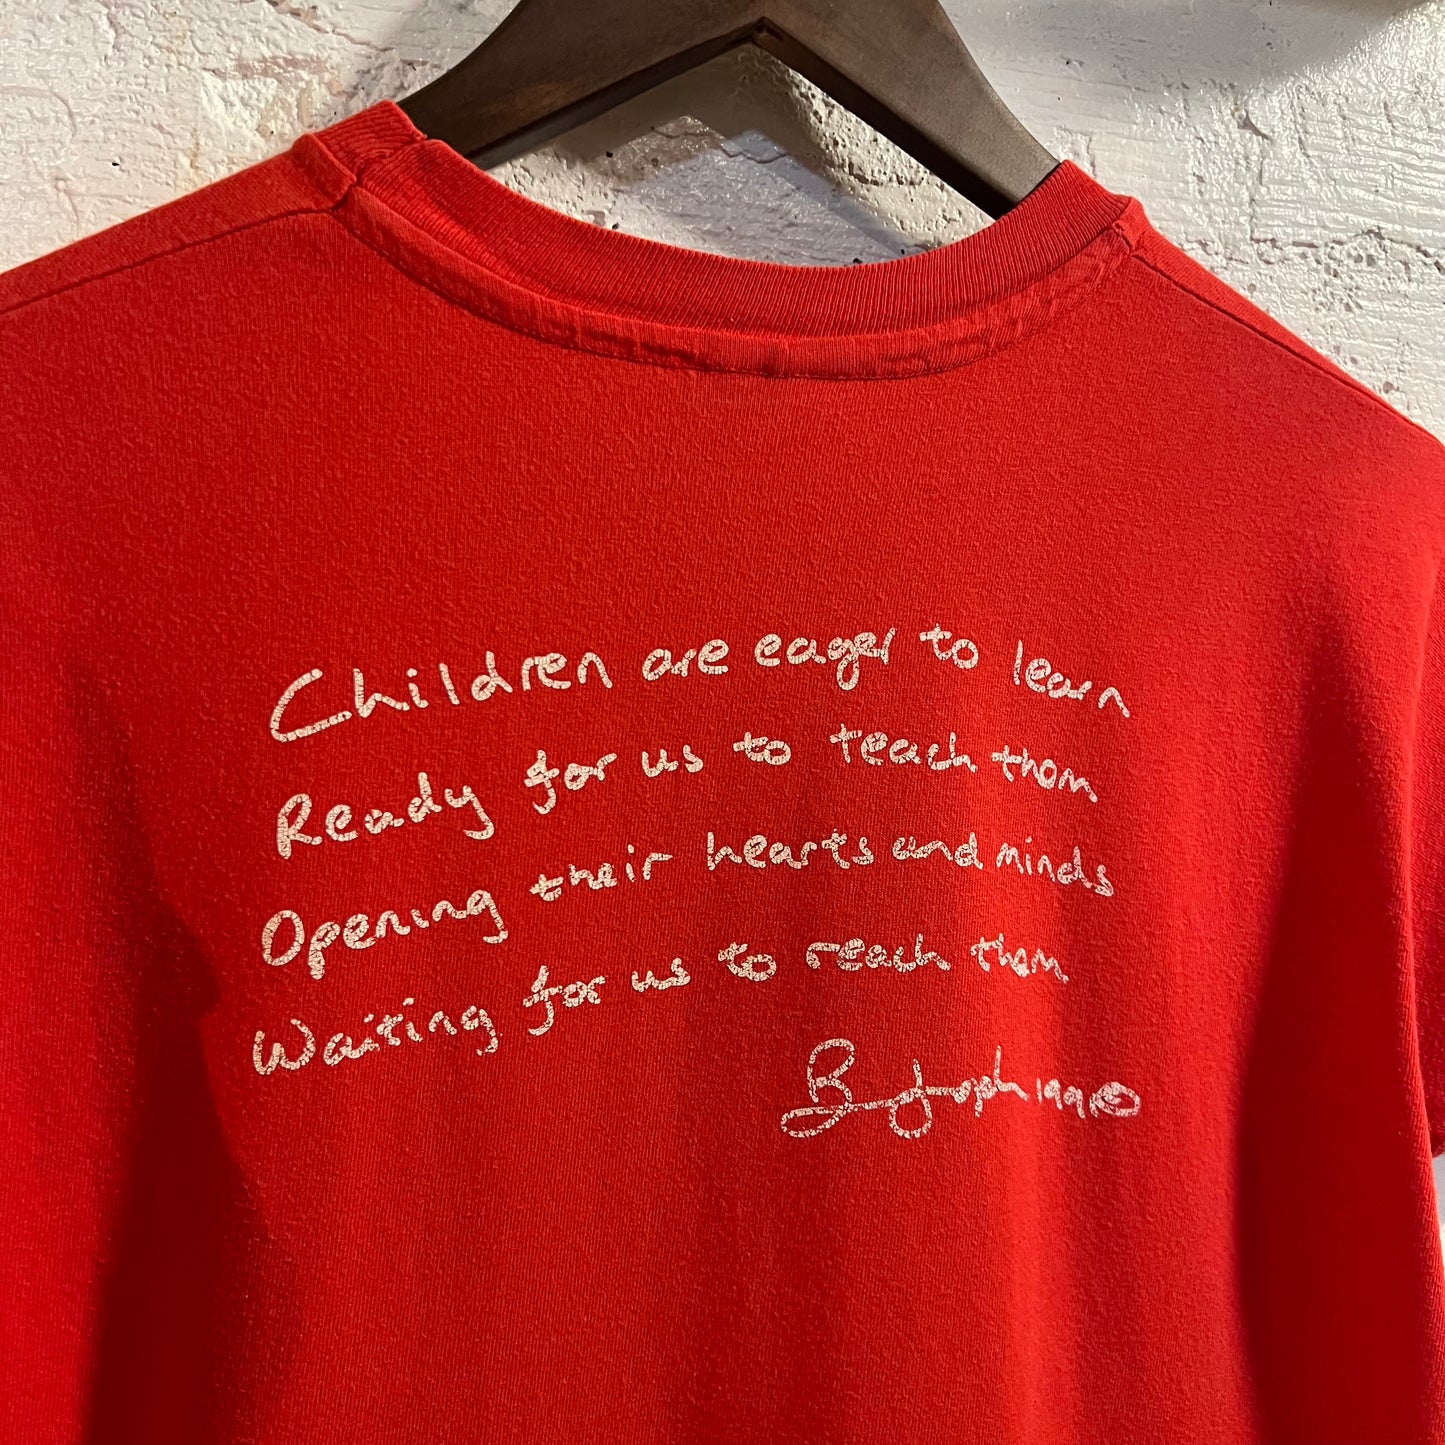 Children are eager to learn
Ready for us to teach them
Opening their hearts and minds
Waiting for us to reach them
1991©